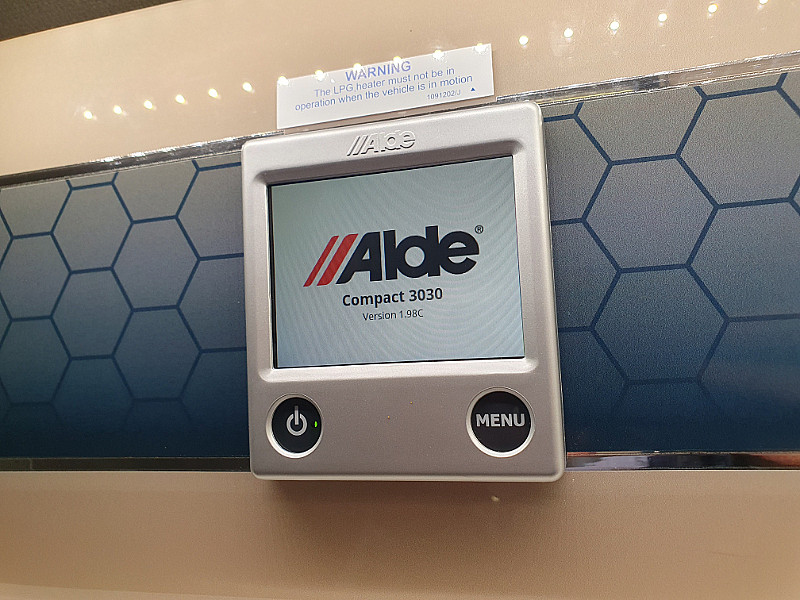 WARNING
The LPG heater must not be in
operation when the vehicle is in motion
1091202/J
Alde
Alde®
Compact 3030
Version 1.98C
MENU